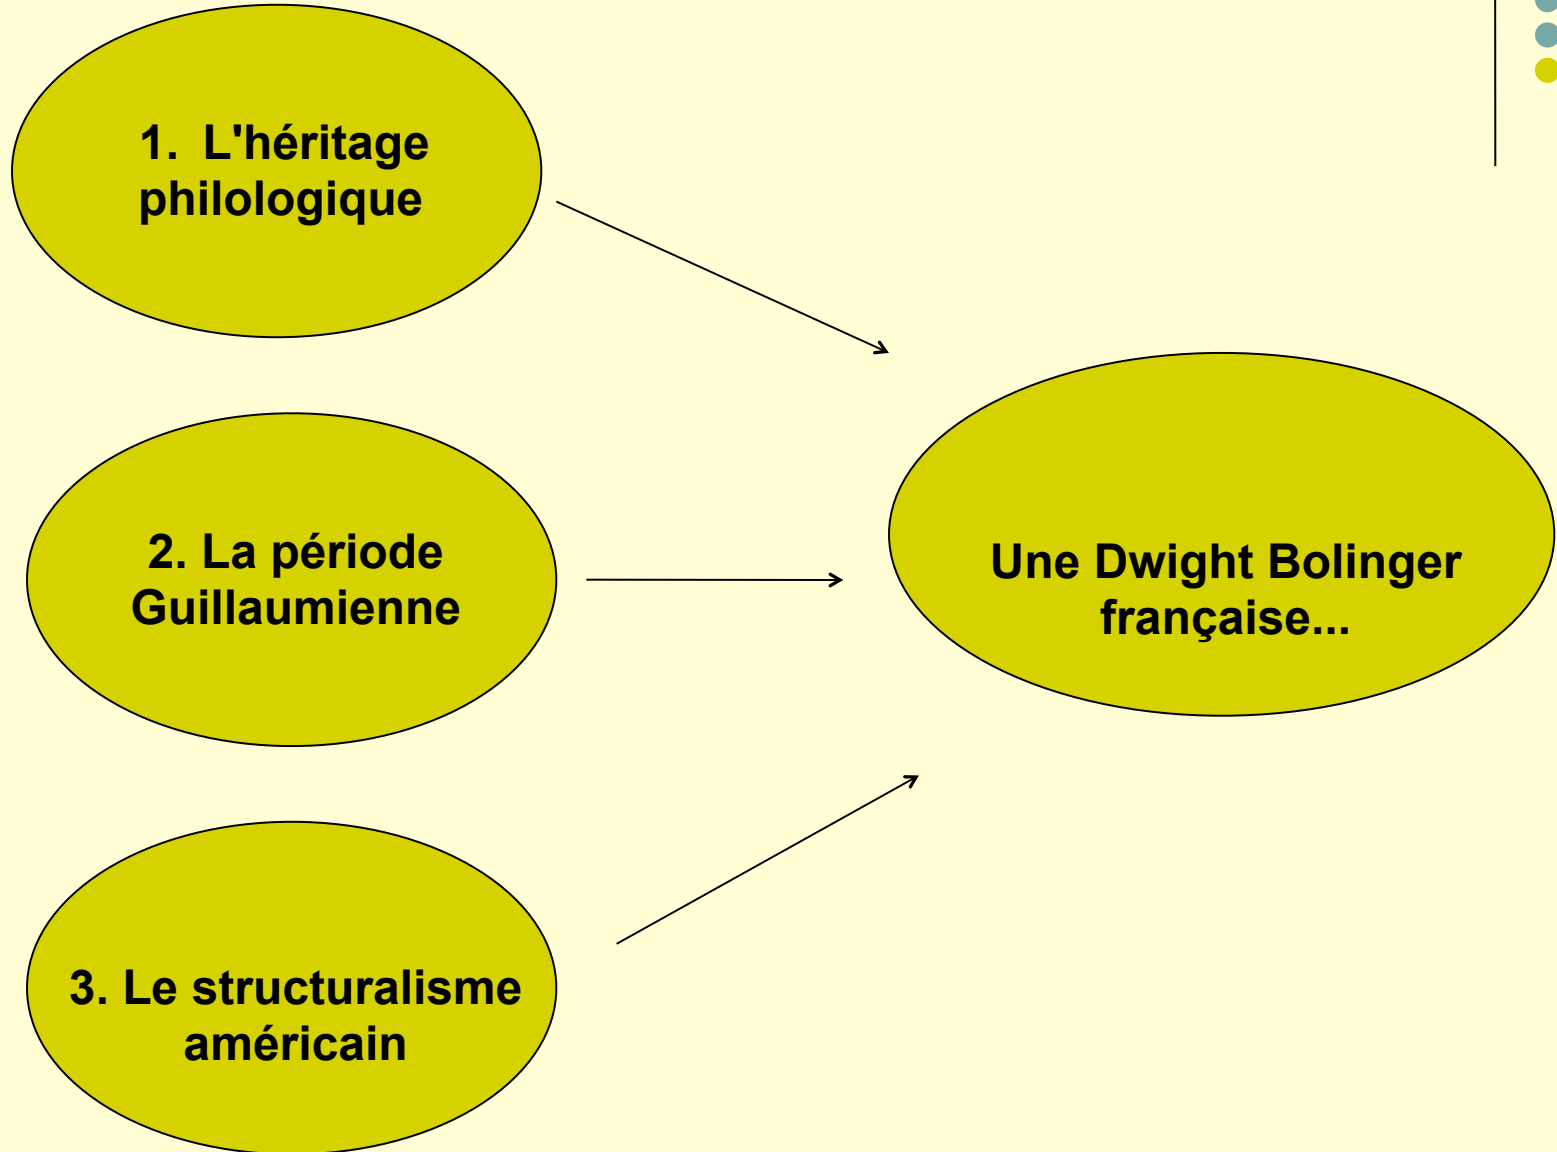 1. L'héritage
philologique
2. La période
Guillaumienne
Une Dwight Bolinger
française...
3. Le structuralisme
américain